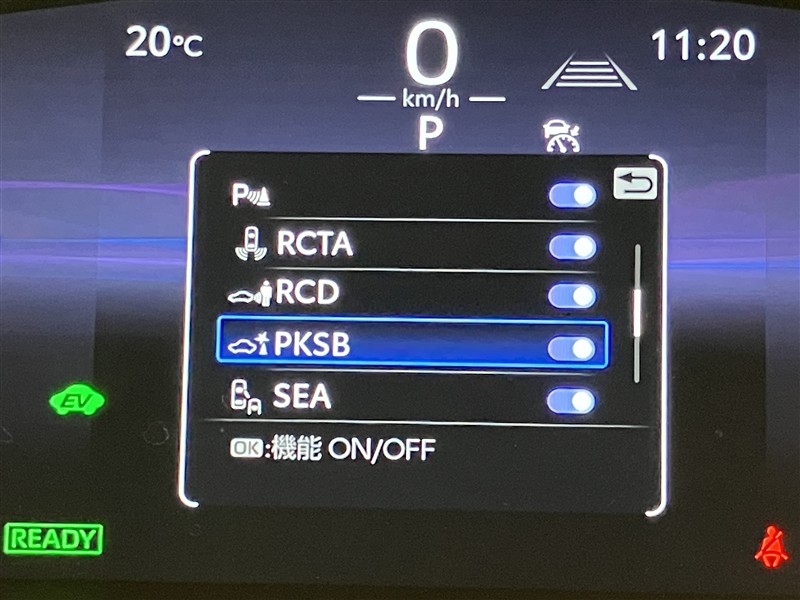 20℃
0
11:20
km/h
P
P
RCTA
RCD
PKSB
SEA
OK:機能 ON/OFF
EV
READY